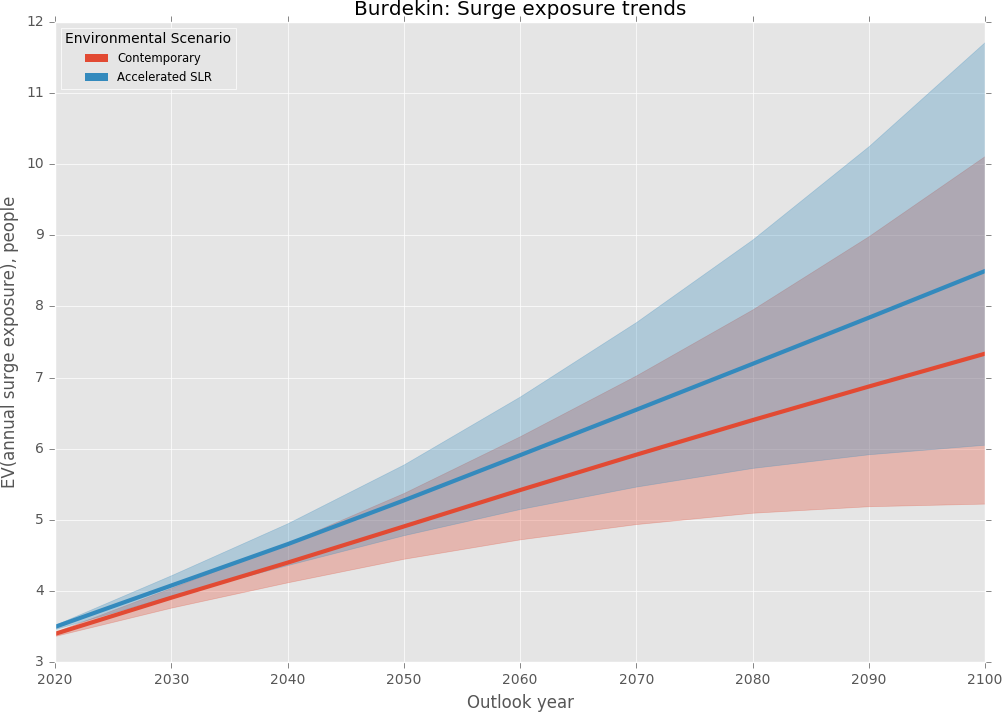 Burdekin: Surge exposure trends
Environmental Scenario
Contemporary
Accelerated SLR
EV(annual surge exposure), people
12
11
10
9
8
7
6
5
4
3
2020 2030 2040 2050 2060 2070 2080 2090 2100
Outlook year